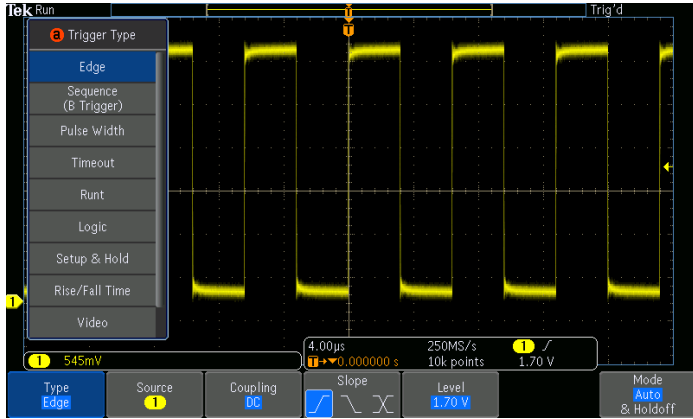 Tek Run Trig'd
T
a Trigger Type
Edge
Sequence
(B Trigger)
Pulse Width
Timeout
Runt
Logic
Setup & Hold
Rise/Fall Time
Video
1
1 545mV
4.00µs 250MS/s 1
T→▼0.000000 s 10k points 1.70 V
Type
Edge
Source
1
Coupling
DC
Slope
Level
1.70 V
Mode
Auto
& Holdoff